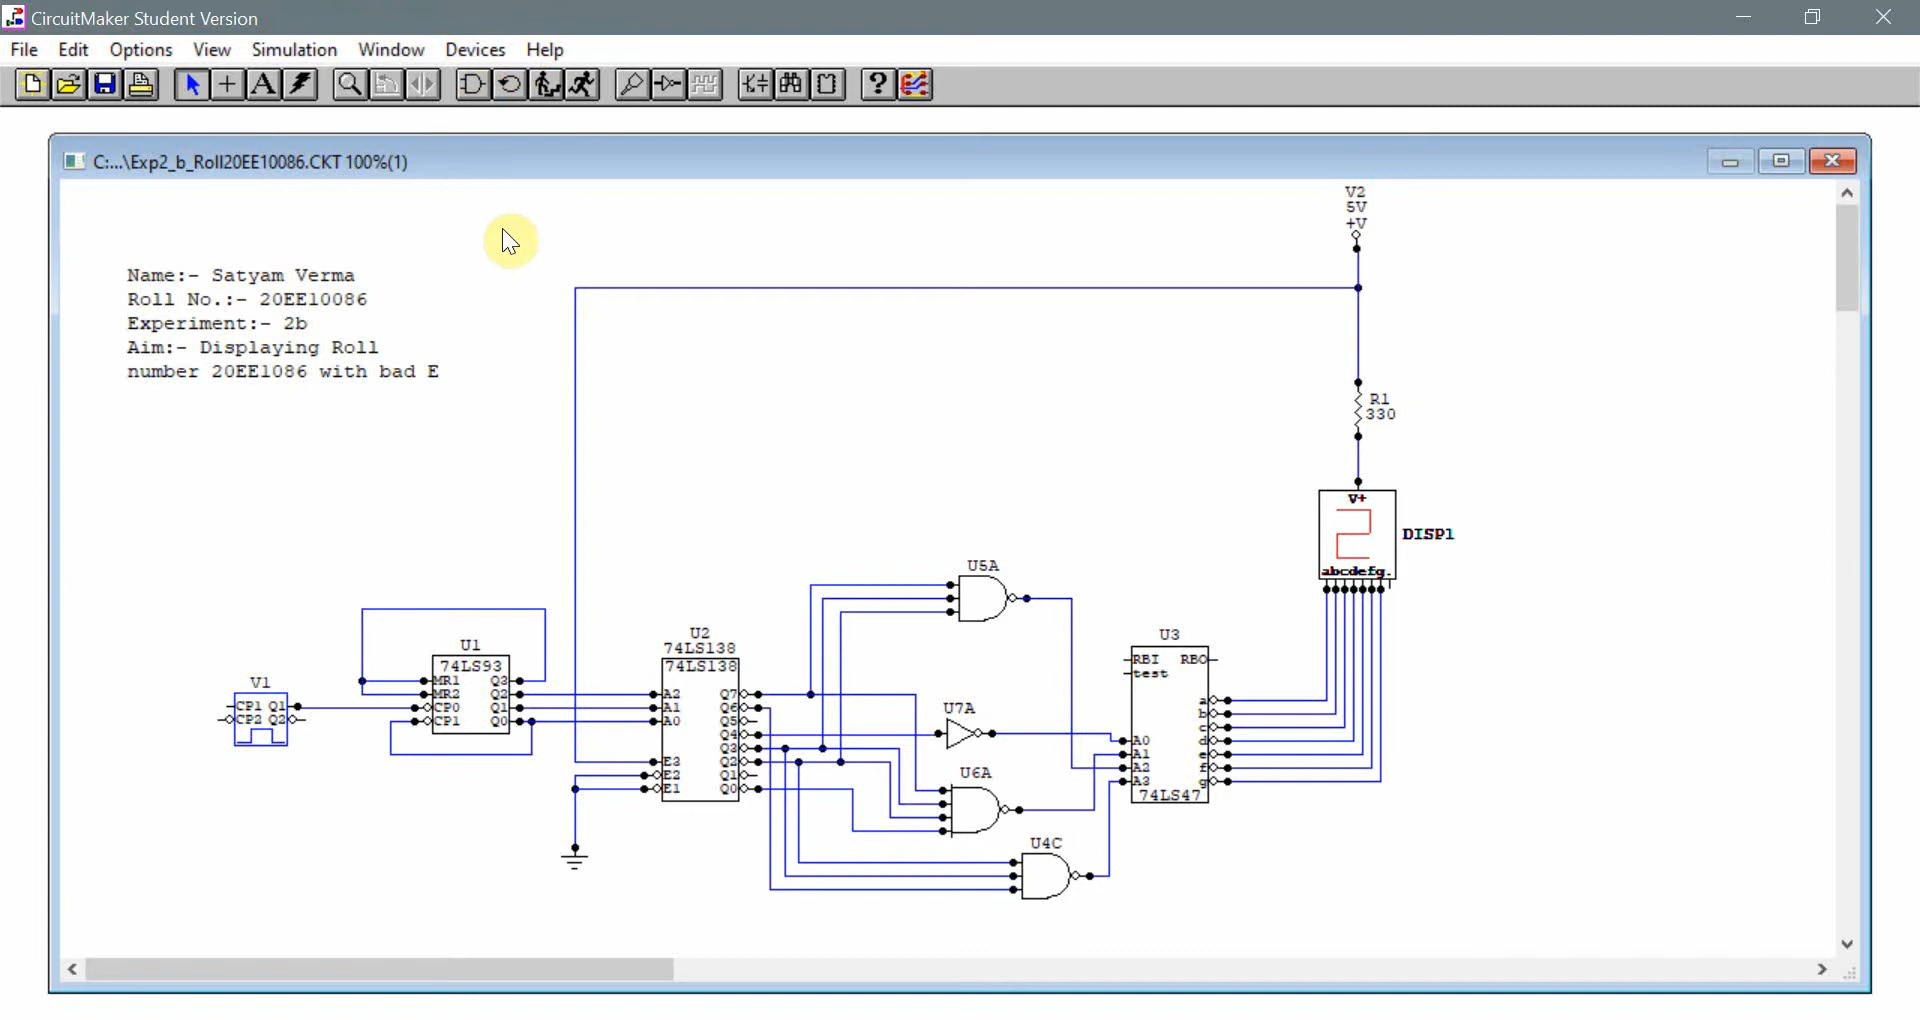 CircuitMaker Student Version
File Edit Options View Simulation Window Devices Help
C:...\Exp2_b_Roll20EE10086.CKT 100%(1)
V2
5V
+V
Name:- Satyam Verma
Roll No.:- 20EE10086
Experiment:- 2b
Aim:- Displaying Roll
number 20EE1086 with bad E
R1
330
V+
DISP1
abcdefg.
U5A
U1
74LS93
MR1 Q3
MR2 Q2
CP0 Q1
CP1 Q0
V1
CP1 Q1
CP2 Q2
U2
74LS138
74LS138
A2 Q7
A1 Q6
A0 Q5
Q4
Q3
E3 Q2
E2 Q1
E1 Q0
U7A
U6A
U4C
U3
RBI RBO
test
a
b
c
A0 d
A1 e
A2 f
A3 g
74LS47